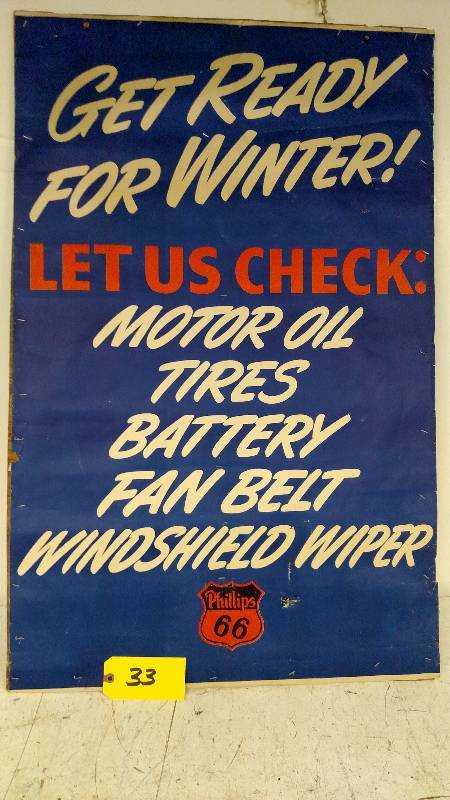 GET READY
FOR WINTER!
LET US CHECK:
MOTOR OIL
TIRES
BATTERY
FAN BELT
WINDSHIELD WIPER
Phillips
66
33